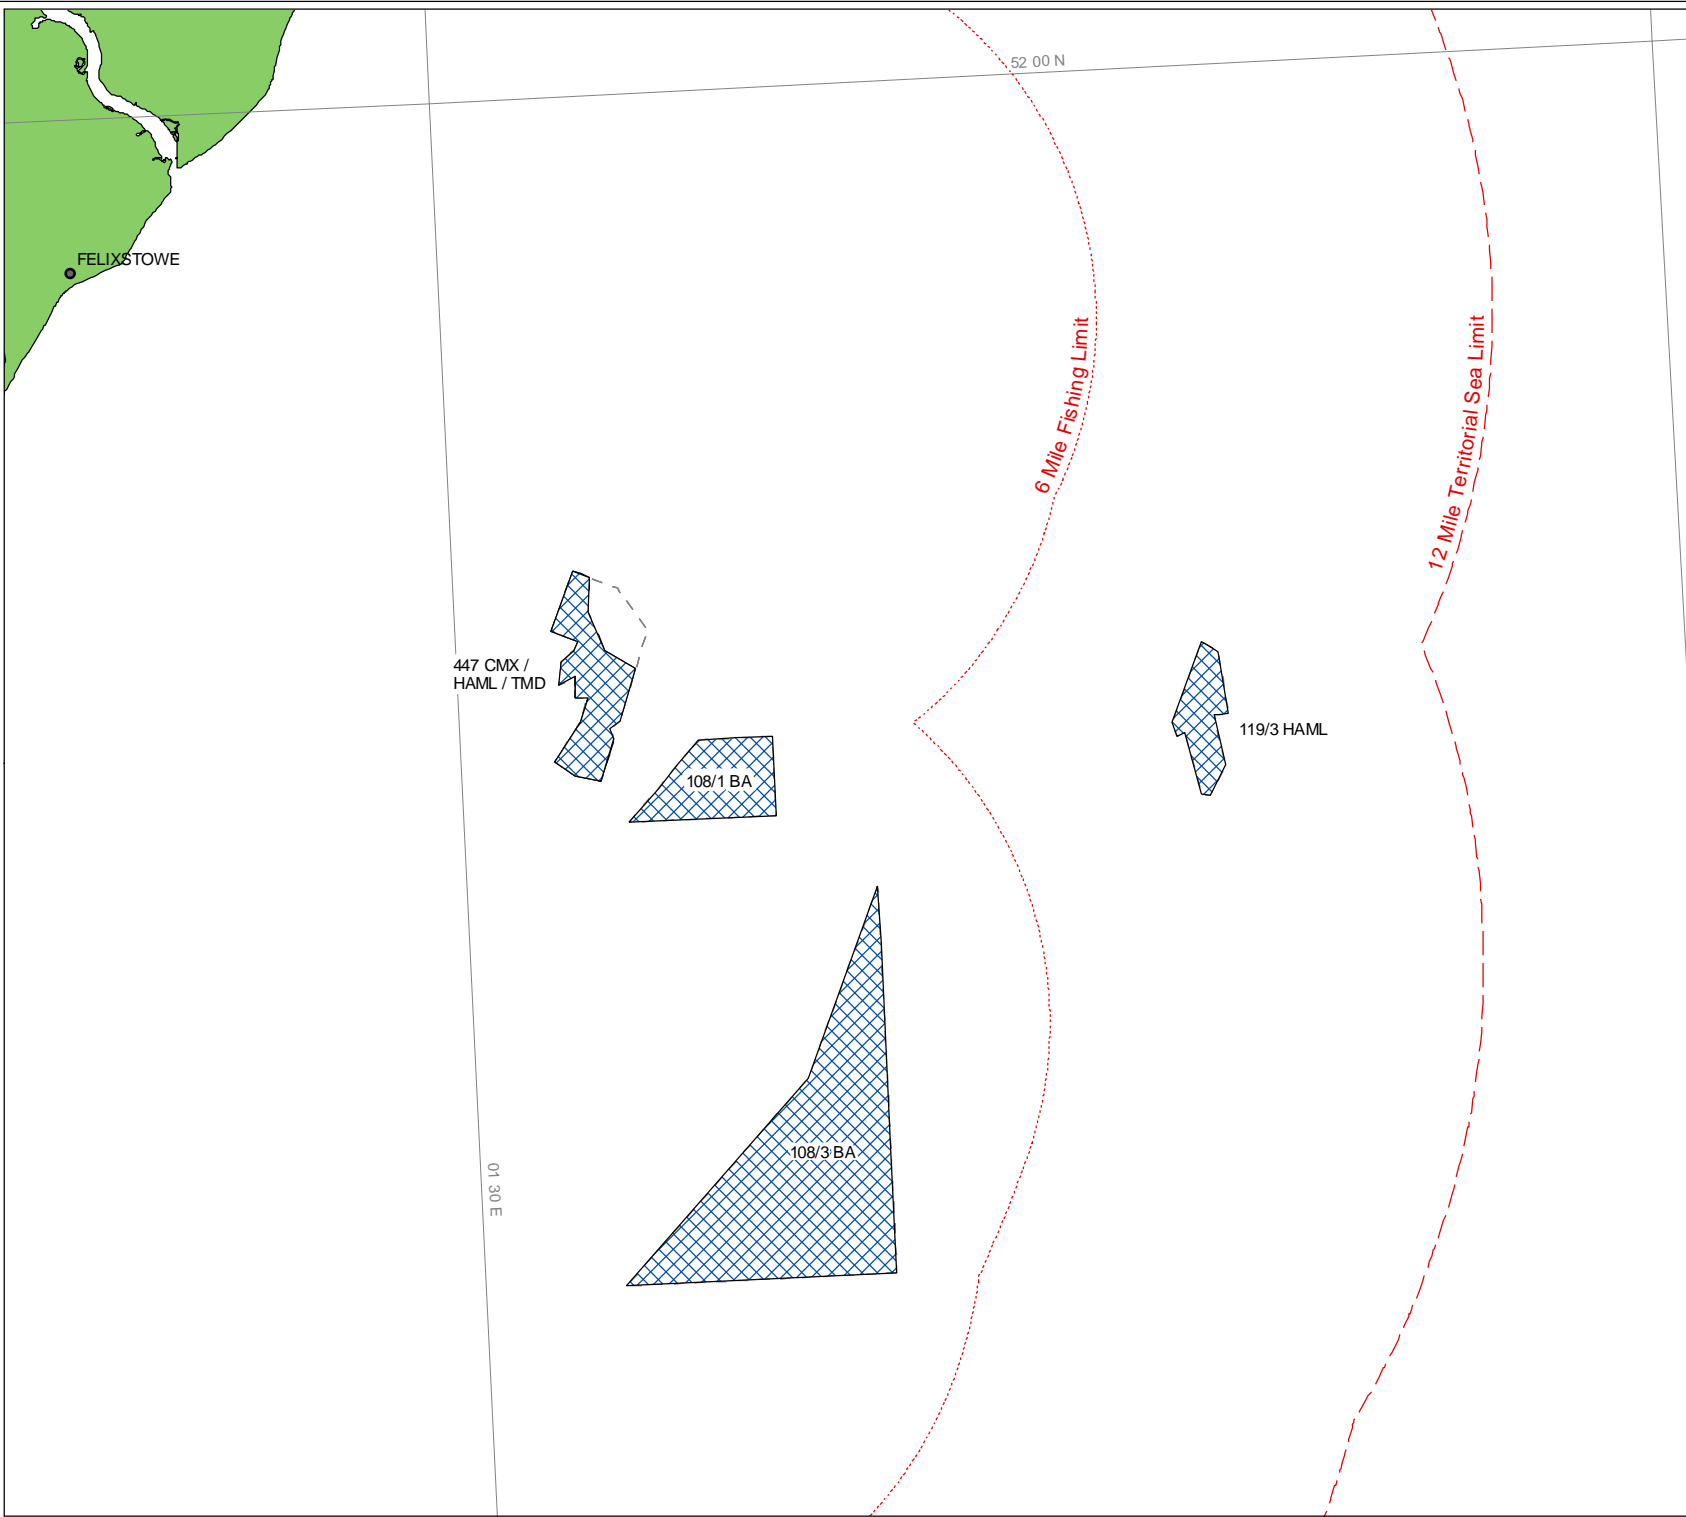 52 00 N
FELIXSTOWE
6 Mile Fishing Limit
12 Mile Territorial Sea Limit
447 CMX /
HAML / TMD
119/3 HAML
108/1 BA
108/3 BA
01 30 E